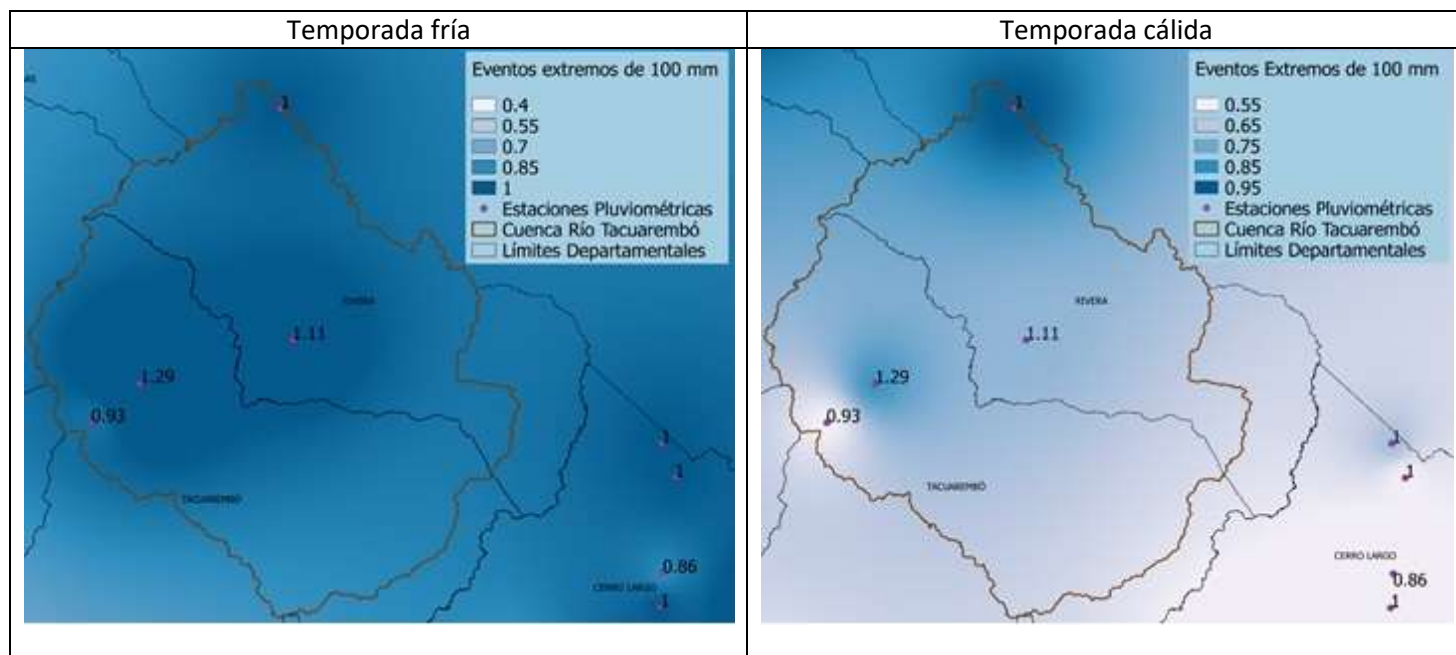 Temporada fría
Temporada cálida
Eventos extremos de 100 mm
0.4
0.55
0.7
0.85
1
Estaciones Pluviométricas
Cuenca Río Tacuarembó
Límites Departamentales
1
RIVERA
1.11
1.29
0.93
1
1
TACUAREMBÓ
0.86
CERRO LARGO
1
Eventos Extremos de 100 mm
0.55
0.65
0.75
0.85
0.95
Estaciones Pluviométricas
Cuenca Río Tacuarembó
Límites Departamentales
1
RIVERA
1.11
1.29
0.93
1
1
TACUAREMBÓ
CERRO LARGO
0.86
1